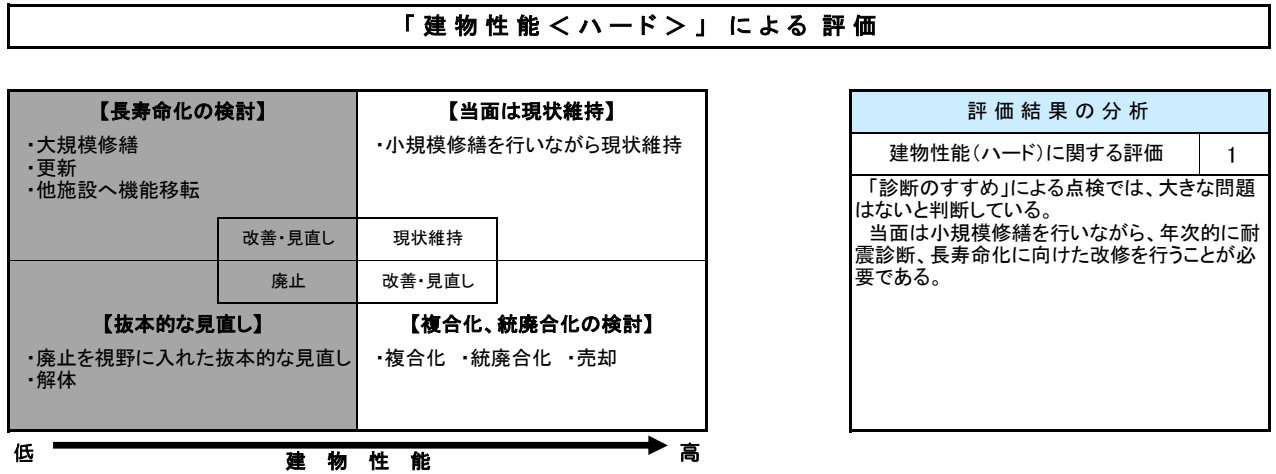 「建物性能＜ハード＞」による評価
【長寿命化の検討】
・大規模修繕
・更新
・他施設へ機能移転
【当面は現状維持】
・小規模修繕を行いながら現状維持
改善・見直し
現状維持
廃止
改善・見直し
【抜本的な見直し】
・廃止を視野に入れた抜本的な見直し
・解体
【複合化、統廃合化の検討】
・複合化 ・統廃合化 ・売却
低
高
建物性能
評価結果の分析
建物性能(ハード)に関する評価 1
「診断のすすめ」による点検では、大きな問題
はないと判断している。
当面は小規模修繕を行いながら、年次的に耐
震診断、長寿命化に向けた改修を行うことが必
要である。